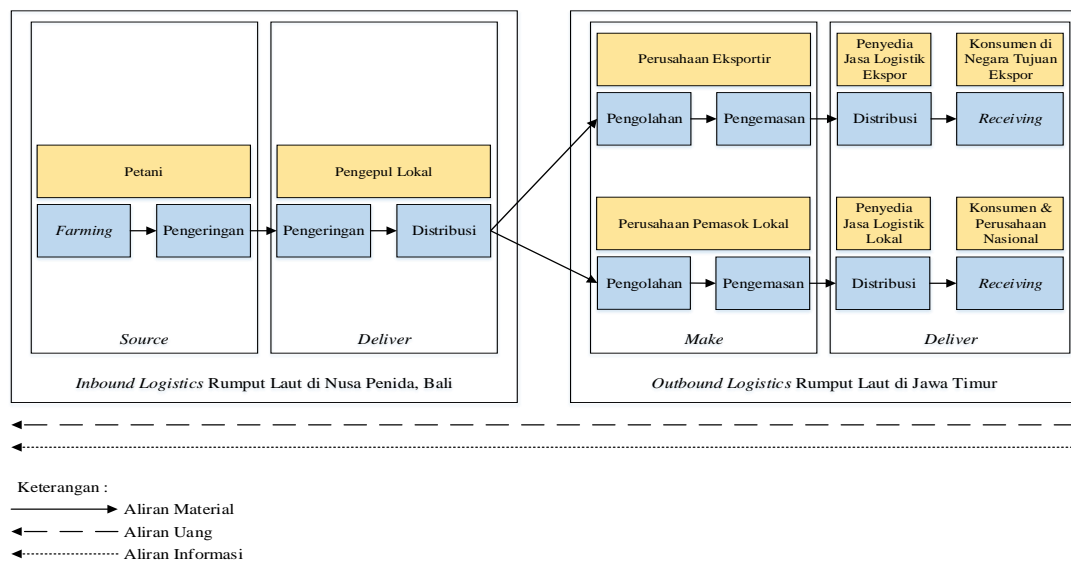 Petani
Farming
Pengeringan
Source
Pengepul Lokal
Pengeringan
Distribusi
Deliver
Inbound Logistics Rumput Laut di Nusa Penida, Bali
Perusahaan Eksportir
Pengolahan
Pengemasan
Penyedia
Jasa Logistik
Ekspor
Distribusi
Konsumen di
Negara Tujuan
Ekspor
Receiving
Perusahaan Pemasok Lokal
Pengolahan
Pengemasan
Penyedia
Jasa Logistik
Lokal
Distribusi
Konsumen &
Perusahaan
Nasional
Receiving
Make
Deliver
Outbound Logistics Rumput Laut di Jawa Timur
Keterangan :
Aliran Material
Aliran Uang
Aliran Informasi